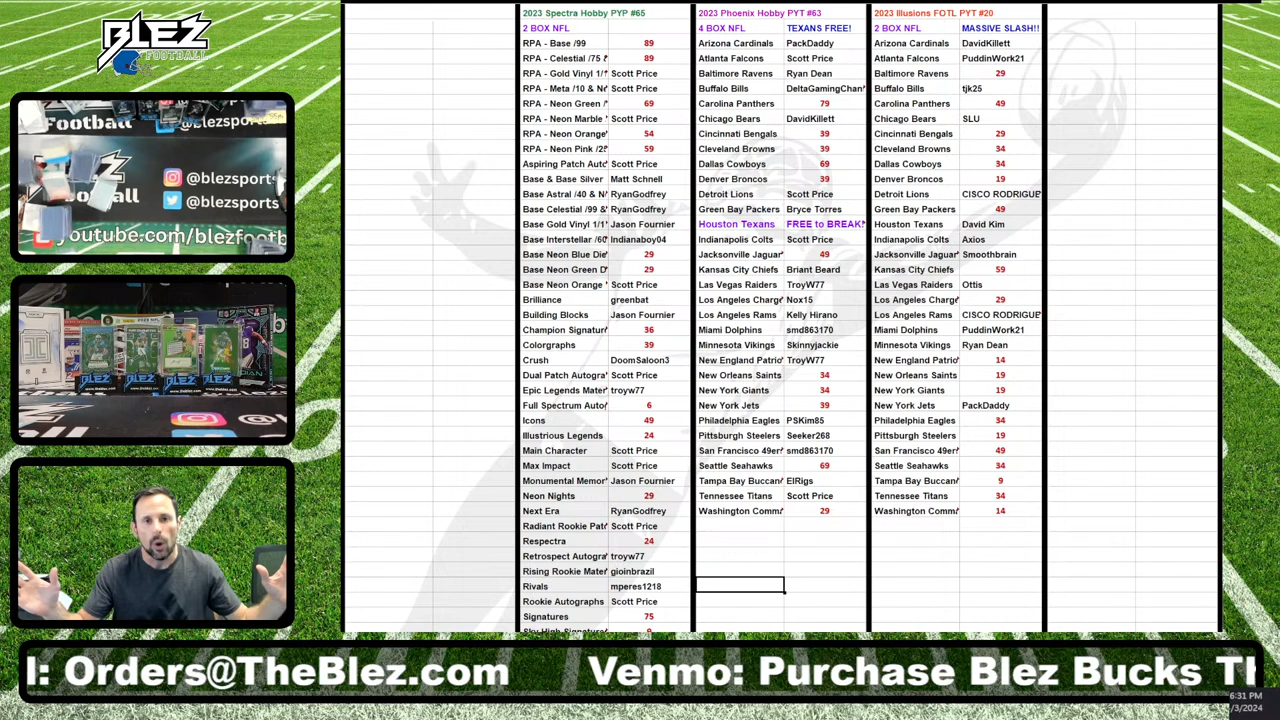 BLEZ
FOOTBALL
Football
@blezsports
@blezsports
youtube.com/blezfootb
BLEZ
2023 Spectra Hobby PYP #65
2 BOX NFL
RPA - Base /99 89
RPA - Celestial /75 & 89
RPA - Gold Vinyl 1/1 Scott Price
RPA - Meta /10 & Ne Scott Price
RPA - Neon Green / 69
RPA - Neon Marble Scott Price
RPA - Neon Orange 54
RPA - Neon Pink /25 59
Aspiring Patch Auto Scott Price
Base & Base Silver Matt Schnell
Base Astral /40 & N RyanGodfrey
Base Celestial /99 & RyanGodfrey
Base Gold Vinyl 1/1 Jason Fournier
Base Interstellar /60 Indianaboy04
Base Neon Blue Die 29
Base Neon Green D 29
Base Neon Orange Scott Price
Brilliance greenbat
Building Blocks Jason Fournier
Champion Signatur 36
Colorgraphs 39
Crush DoomSaloon3
Dual Patch Autogra Scott Price
Epic Legends Mater troyw77
Full Spectrum Auto 6
Icons 49
Illustrious Legends 24
Main Character Scott Price
Max Impact Scott Price
Monumental Memor Jason Fournier
Neon Nights 29
Next Era RyanGodfrey
Radiant Rookie Pat Scott Price
Respectra 24
Retrospect Autogra troyw77
Rising Rookie Mater gioinbrazil
Rivals mperes1218
Rookie Autographs Scott Price
Signatures 75
Sky High Signature 9
2023 Phoenix Hobby PYT #63
4 BOX NFL TEXANS FREE!
Arizona Cardinals PackDaddy
Atlanta Falcons Scott Price
Baltimore Ravens Ryan Dean
Buffalo Bills DeltaGamingChan
Carolina Panthers 79
Chicago Bears DavidKillett
Cincinnati Bengals 39
Cleveland Browns 39
Dallas Cowboys 69
Denver Broncos 39
Detroit Lions Scott Price
Green Bay Packers Bryce Torres
Houston Texans FREE to BREAK!
Indianapolis Colts Scott Price
Jacksonville Jaguar 49
Kansas City Chiefs Briant Beard
Las Vegas Raiders TroyW77
Los Angeles Charge Nox15
Los Angeles Rams Kelly Hirano
Miami Dolphins smd863170
Minnesota Vikings Skinnyjackie
New England Patrio TroyW77
New Orleans Saints 34
New York Giants 34
New York Jets 39
Philadelphia Eagles PSKim85
Pittsburgh Steelers Seeker268
San Francisco 49er smd863170
Seattle Seahawks 69
Tampa Bay Buccan ElRigs
Tennessee Titans Scott Price
Washington Comm 29
2023 Illusions FOTL PYT #20
2 BOX NFL MASSIVE SLASH!!
Arizona Cardinals DavidKillett
Atlanta Falcons PuddinWork21
Baltimore Ravens 29
Buffalo Bills tjk25
Carolina Panthers 49
Chicago Bears SLU
Cincinnati Bengals 29
Cleveland Browns 34
Dallas Cowboys 34
Denver Broncos 19
Detroit Lions CISCO RODRIGUE
Green Bay Packers 49
Houston Texans David Kim
Indianapolis Colts Axios
Jacksonville Jaguar Smoothbrain
Kansas City Chiefs 59
Las Vegas Raiders Ottis
Los Angeles Charge 29
Los Angeles Rams CISCO RODRIGUE
Miami Dolphins PuddinWork21
Minnesota Vikings Ryan Dean
New England Patrio 14
New Orleans Saints 19
New York Giants 19
New York Jets PackDaddy
Philadelphia Eagles 34
Pittsburgh Steelers 19
San Francisco 49er 49
Seattle Seahawks 34
Tampa Bay Buccan 9
Tennessee Titans 34
Washington Comm 14
l: Orders@TheBlez.com Venmo: Purchase Blez Bucks Th
6:31 PM
/3/2024